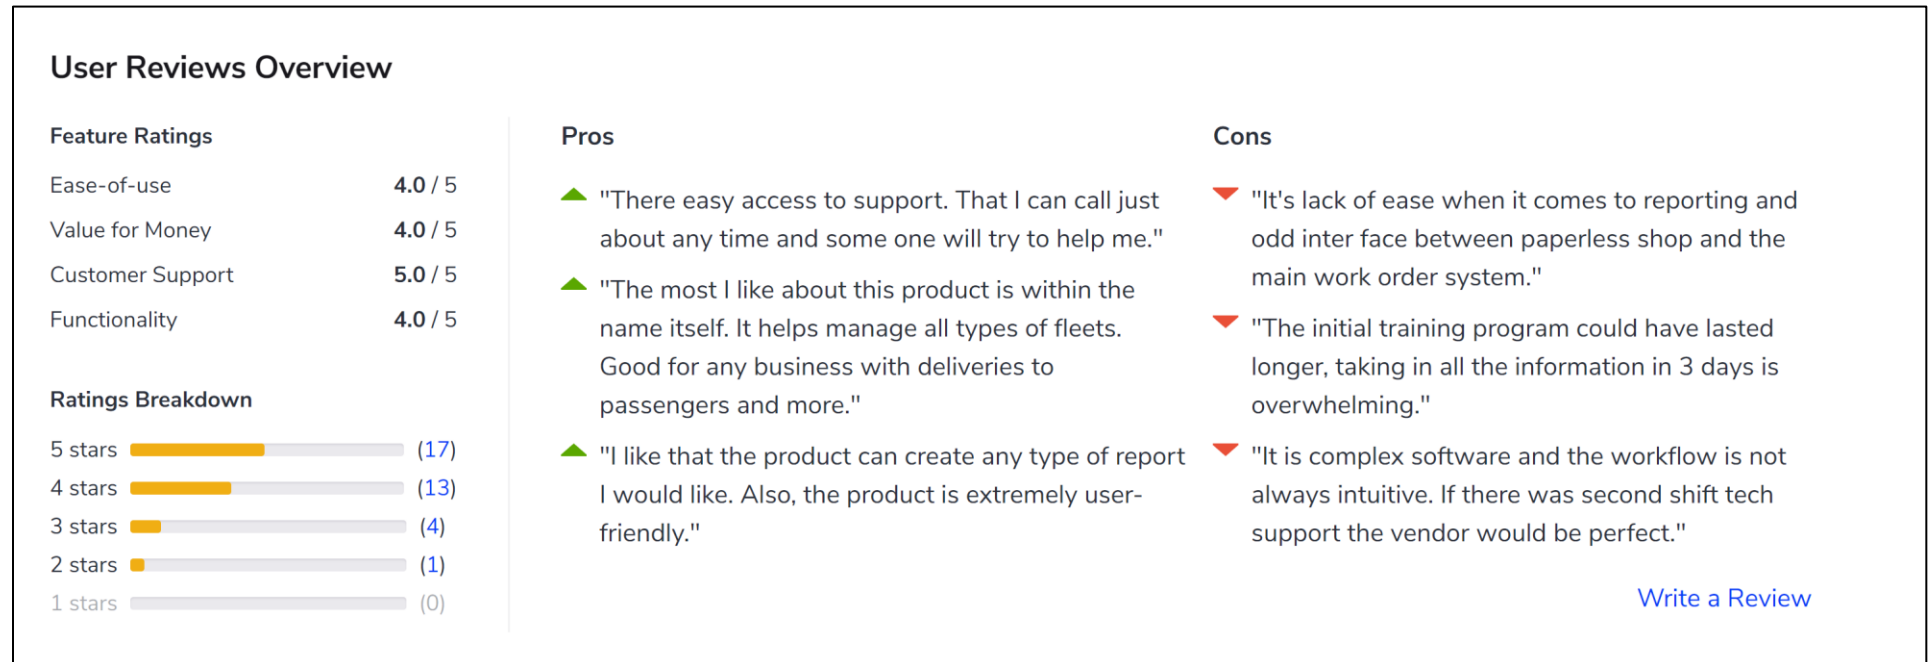 User Reviews Overview
Feature Ratings
Ease-of-use 4.0 / 5
Value for Money 4.0 / 5
Customer Support 5.0 / 5
Functionality 4.0 / 5
Ratings Breakdown
5 stars (17)
4 stars (13)
3 stars (4)
2 stars (1)
1 stars (0)
Pros
"There easy access to support. That I can call just
about any time and some one will try to help me."
"The most I like about this product is within the
name itself. It helps manage all types of fleets.
Good for any business with deliveries to
passengers and more."
"I like that the product can create any type of report
I would like. Also, the product is extremely user-
friendly."
Cons
"It's lack of ease when it comes to reporting and
odd inter face between paperless shop and the
main work order system."
"The initial training program could have lasted
longer, taking in all the information in 3 days is
overwhelming."
"It is complex software and the workflow is not
always intuitive. If there was second shift tech
support the vendor would be perfect."
Write a Review